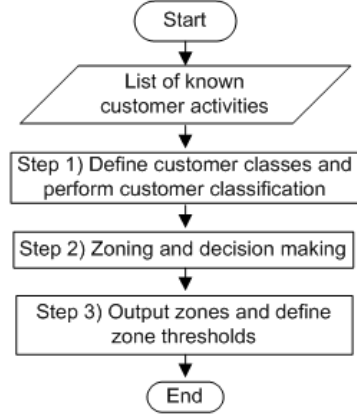 Start
List of known
customer activities
Step 1) Define customer classes and
perform customer classification
Step 2) Zoning and decision making
Step 3) Output zones and define
zone thresholds
End